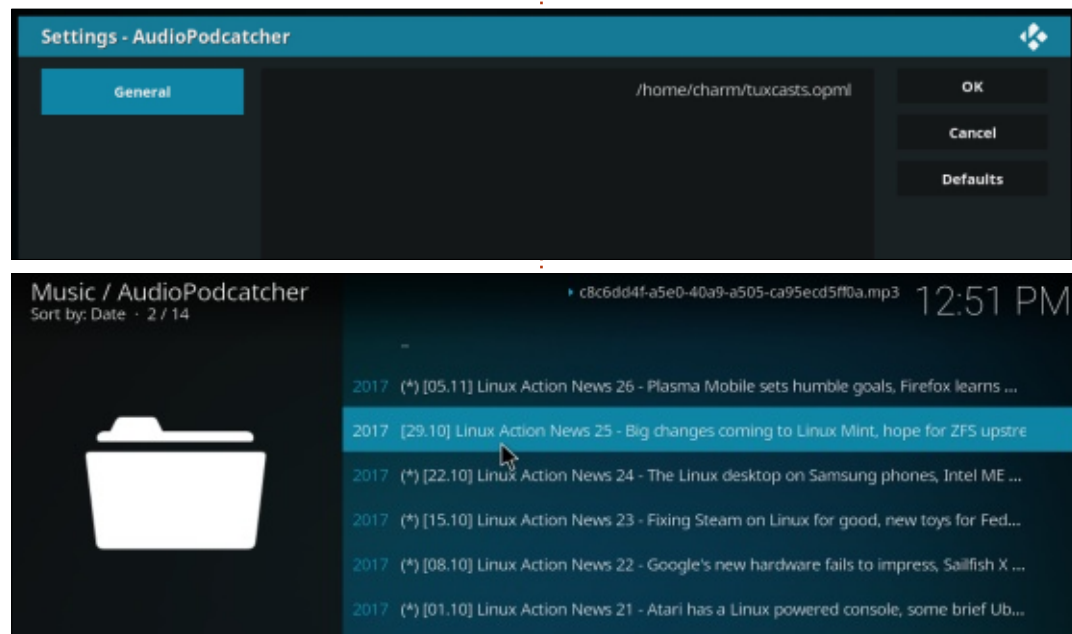 Settings - AudioPodcatcher
General
/home/charm/tuxcasts.opml
OK
Cancel
Defaults
Music / AudioPodcatcher
Sort by: Date · 2 / 14
c8c6dd4f-a5e0-40a9-a505-ca95ecd5ff0a.mp3
12:51 PM
2017 (*) [05.11] Linux Action News 26 - Plasma Mobile sets humble goals, Firefox learns ...
2017 [29.10] Linux Action News 25 - Big changes coming to Linux Mint, hope for ZFS upstre
2017 (*) [22.10] Linux Action News 24 - The Linux desktop on Samsung phones, Intel ME ...
2017 (*) [15.10] Linux Action News 23 - Fixing Steam on Linux for good, new toys for Fed...
2017 (*) [08.10] Linux Action News 22 - Google's new hardware fails to impress, Sailfish X ...
2017 (*) [01.10] Linux Action News 21 - Atari has a Linux powered console, some brief Ub...